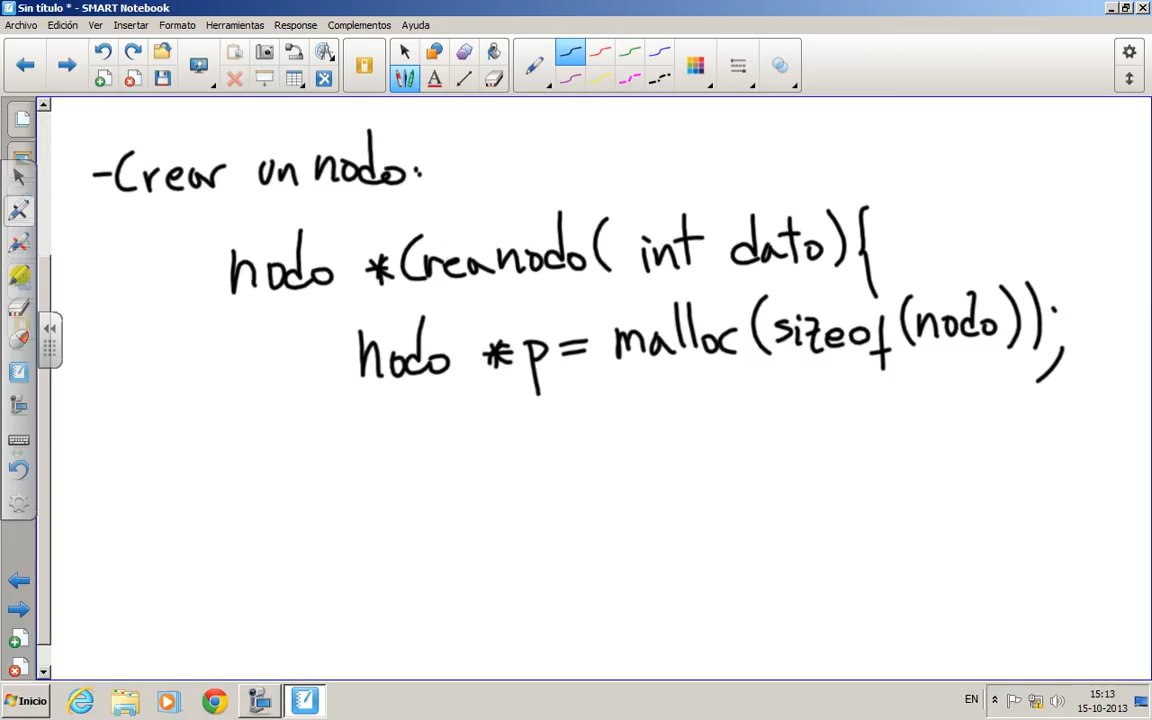 Sin título * - SMART Notebook
Archivo Edición Ver Insertar Formato Herramientas Response Complementos Ayuda
-Crear un nodo:
nodo *Creanodo( int dato){
nodo *p= malloc(sizeof(nodo));
Inicio
EN
15:13
15-10-2013